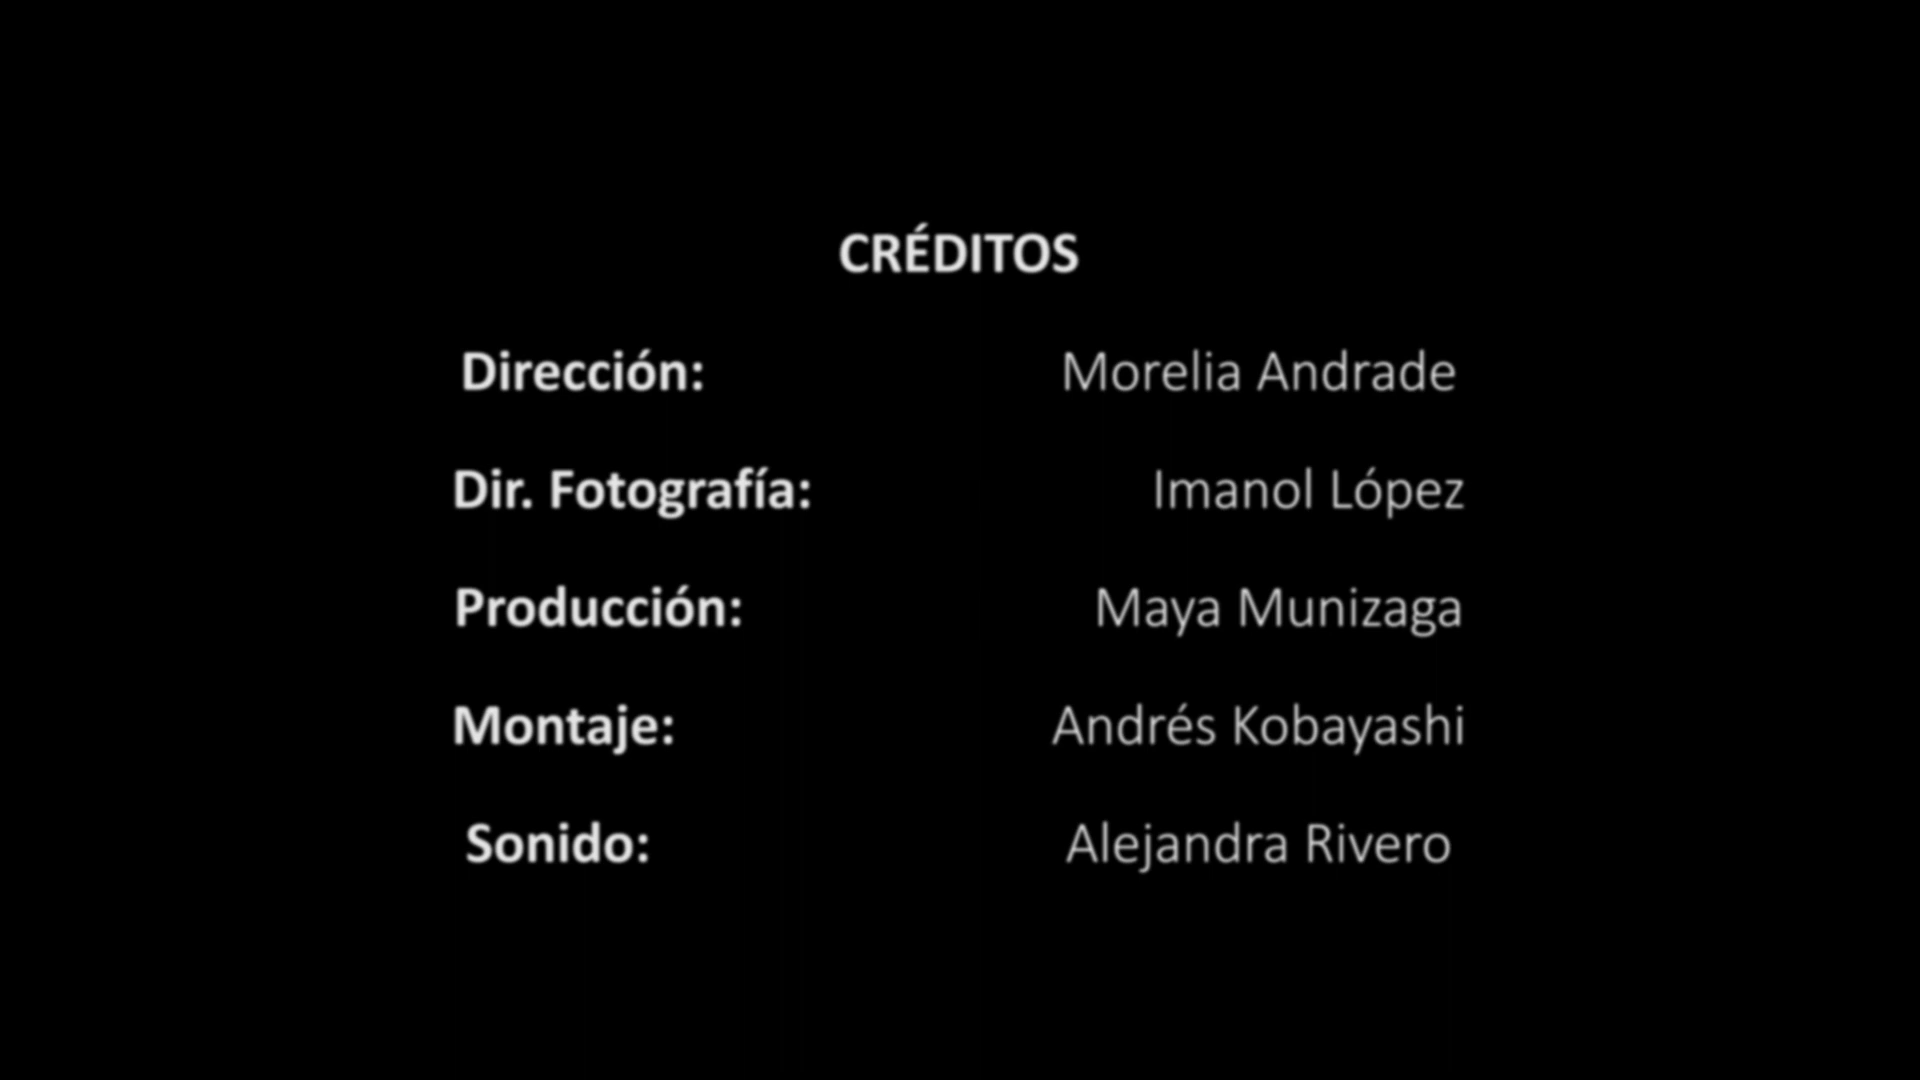 CRÉDITOS
Dirección: Morelia Andrade
Dir. Fotografía: Imanol López
Producción: Maya Munizaga
Montaje: Andrés Kobayashi
Sonido: Alejandra Rivero